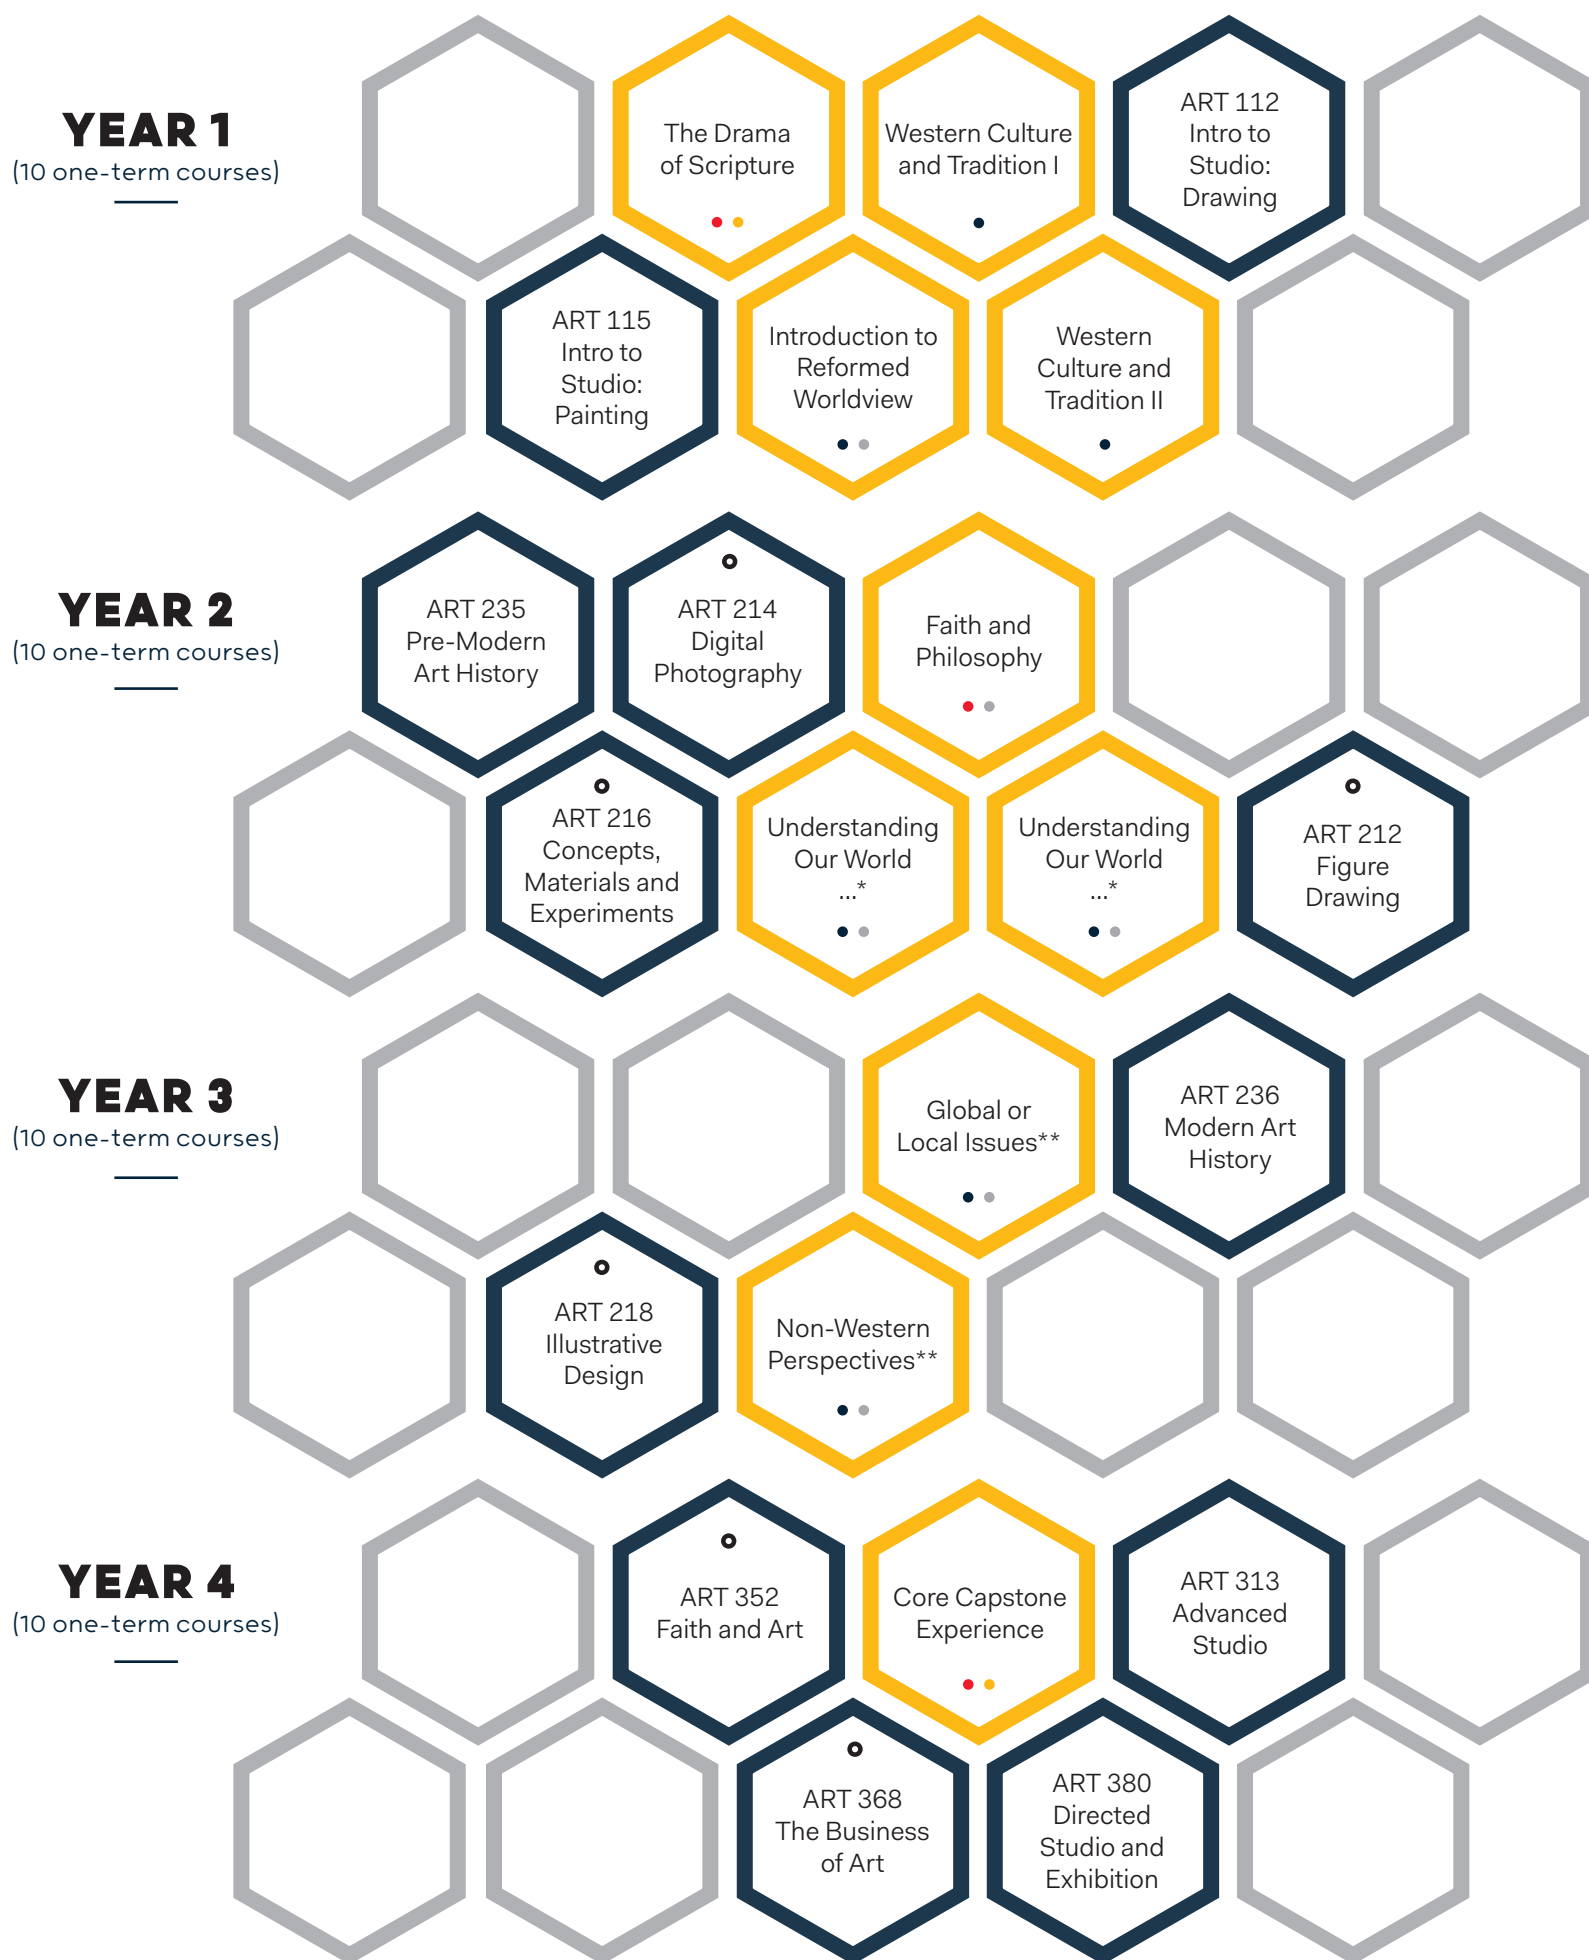 YEAR 1
(10 one-term courses)
The Drama
of Scripture
Western Culture
and Tradition I
ART 112
Intro to
Studio:
Drawing
ART 115
Intro to
Studio:
Painting
Introduction to
Reformed
Worldview
Western
Culture and
Tradition II
YEAR 2
(10 one-term courses)
ART 235
Pre-Modern
Art History
ART 214
Digital
Photography
Faith and
Philosophy
ART 216
Concepts,
Materials and
Experiments
Understanding
Our World
...*
Understanding
Our World
...*
ART 212
Figure
Drawing
YEAR 3
(10 one-term courses)
Global or
Local Issues**
ART 236
Modern Art
History
ART 218
Illustrative
Design
Non-Western
Perspectives**
YEAR 4
(10 one-term courses)
ART 352
Faith and Art
Core Capstone
Experience
ART 313
Advanced
Studio
ART 368
The Business
of Art
ART 380
Directed
Studio and
Exhibition